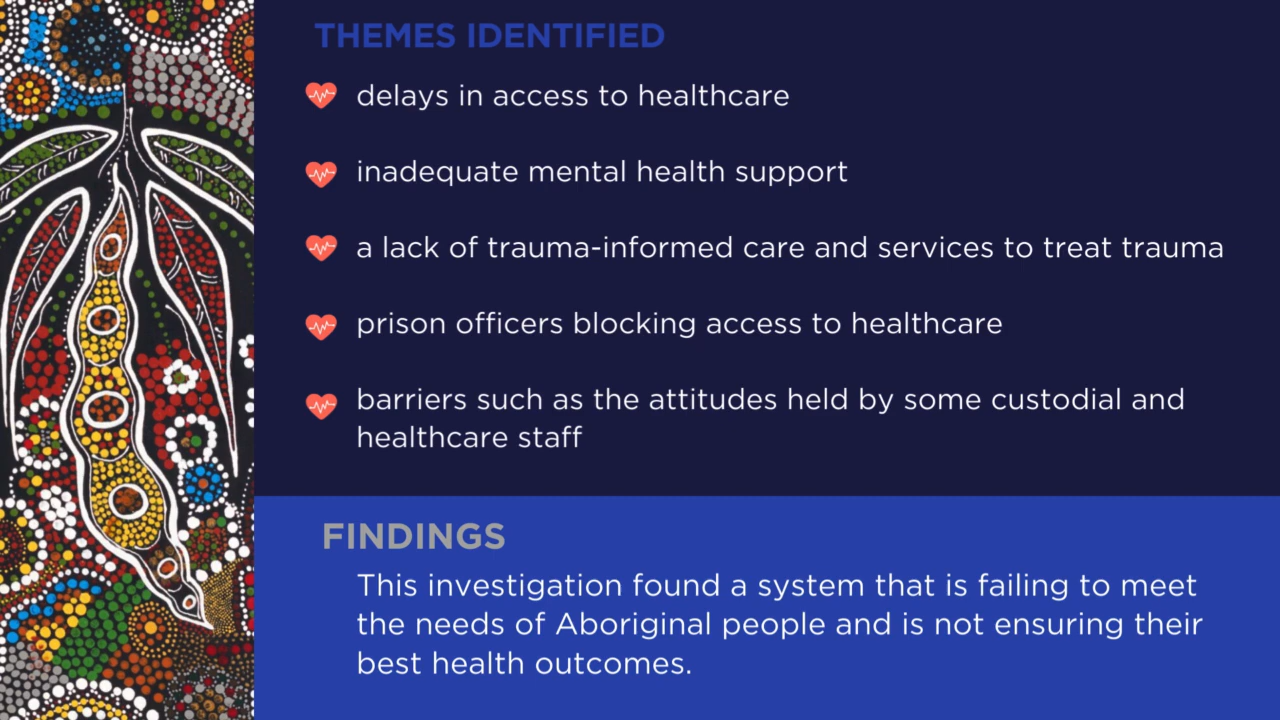 THEMES IDENTIFIED
delays in access to healthcare
inadequate mental health support
a lack of trauma-informed care and services to treat trauma
prison officers blocking access to healthcare
barriers such as the attitudes held by some custodial and
healthcare staff
FINDINGS
This investigation found a system that is failing to meet
the needs of Aboriginal people and is not ensuring their
best health outcomes.